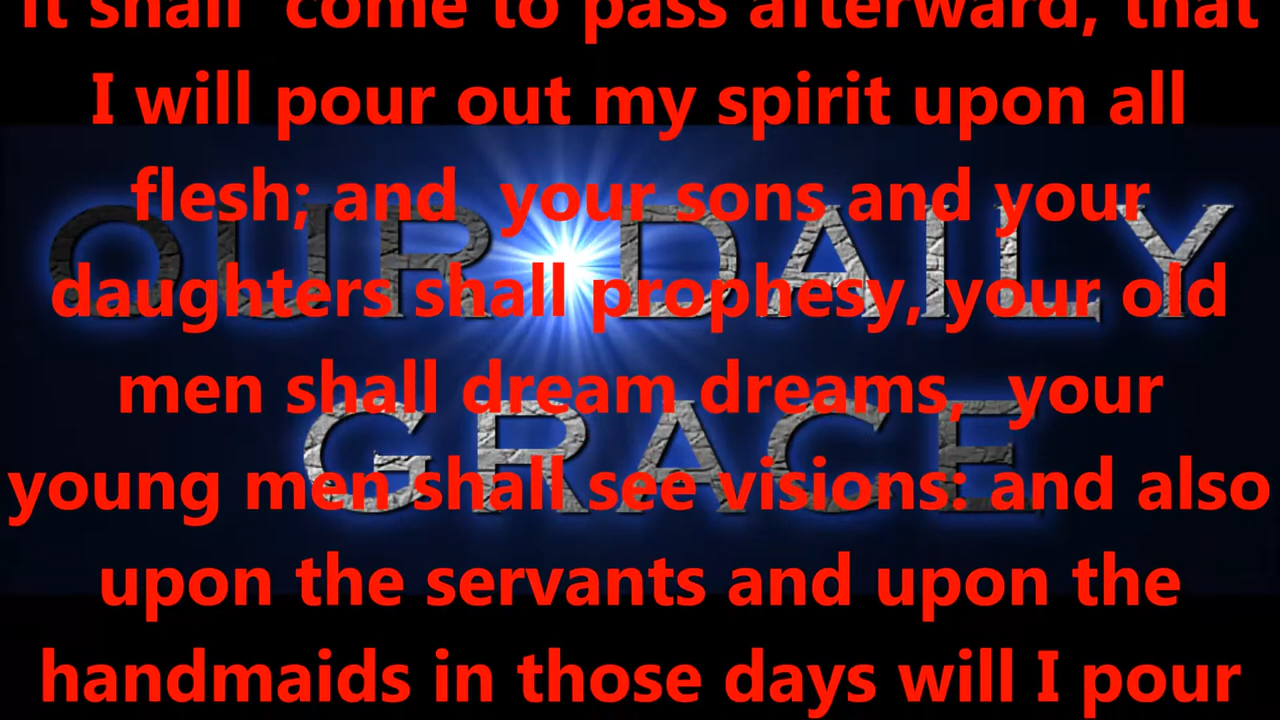 it shall come to pass afterward, that
I will pour out my spirit upon all
flesh; and your sons and your
daughters shall prophesy, your old
men shall dream dreams, your
young men shall see visions: and also
upon the servants and upon the
handmaids in those days will I pour
OUR DAILY
GRACE